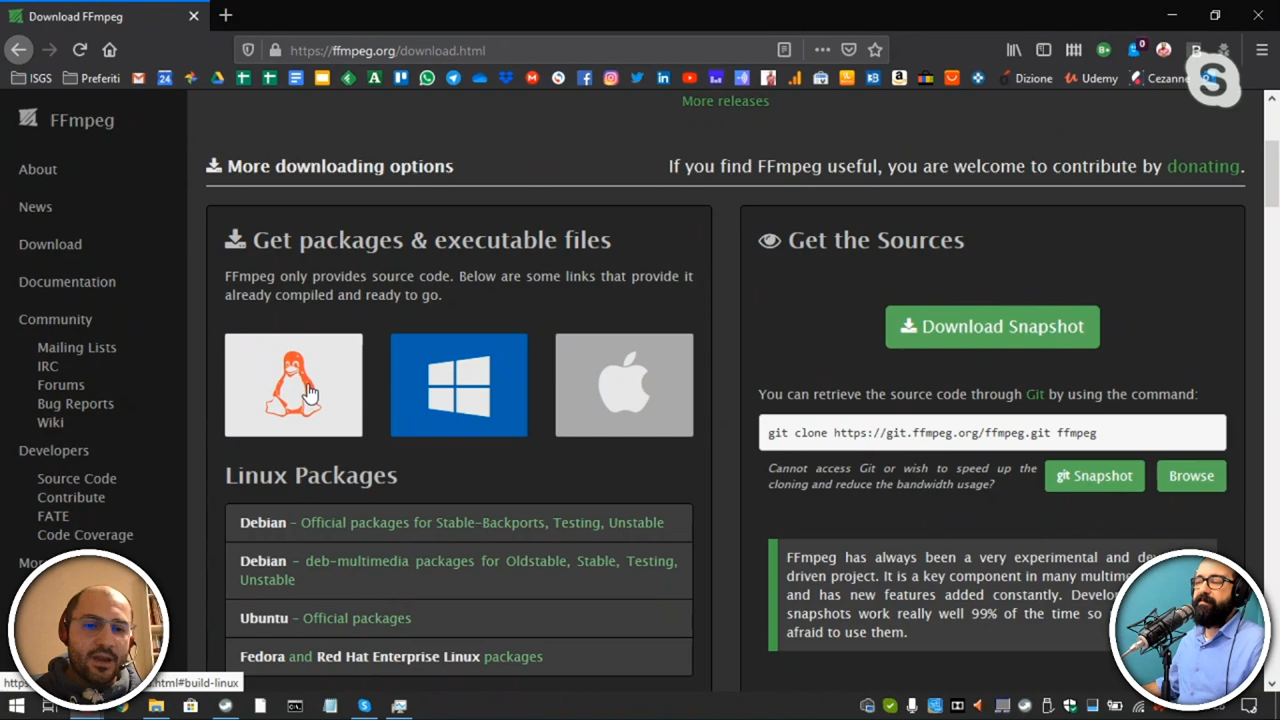 Download FFmpeg
https://ffmpeg.org/download.html
ISGS
Preferiti
Dizione
Udemy
Cezanne
FFmpeg
More releases
More downloading options
If you find FFmpeg useful, you are welcome to contribute by donating.
About
News
Download
Documentation
Community
Mailing Lists
IRC
Forums
Bug Reports
Wiki
Developers
Source Code
Contribute
FATE
Code Coverage
Get packages & executable files
FFmpeg only provides source code. Below are some links that provide it
already compiled and ready to go.
Linux Packages
Debian – Official packages for Stable-Backports, Testing, Unstable
Debian – deb-multimedia packages for Oldstable, Stable, Testing,
Unstable
Ubuntu – Official packages
Fedora and Red Hat Enterprise Linux packages
Get the Sources
Download Snapshot
You can retrieve the source code through Git by using the command:
git clone https://git.ffmpeg.org/ffmpeg.git ffmpeg
Cannot access Git or wish to speed up the
cloning and reduce the bandwidth usage?
git Snapshot
Browse
FFmpeg has always been a very experimental and
driven project. It is a key component in many
and has new features added constantly.
snapshots work really well 99% of the time so
afraid to use them.
html#build-linux